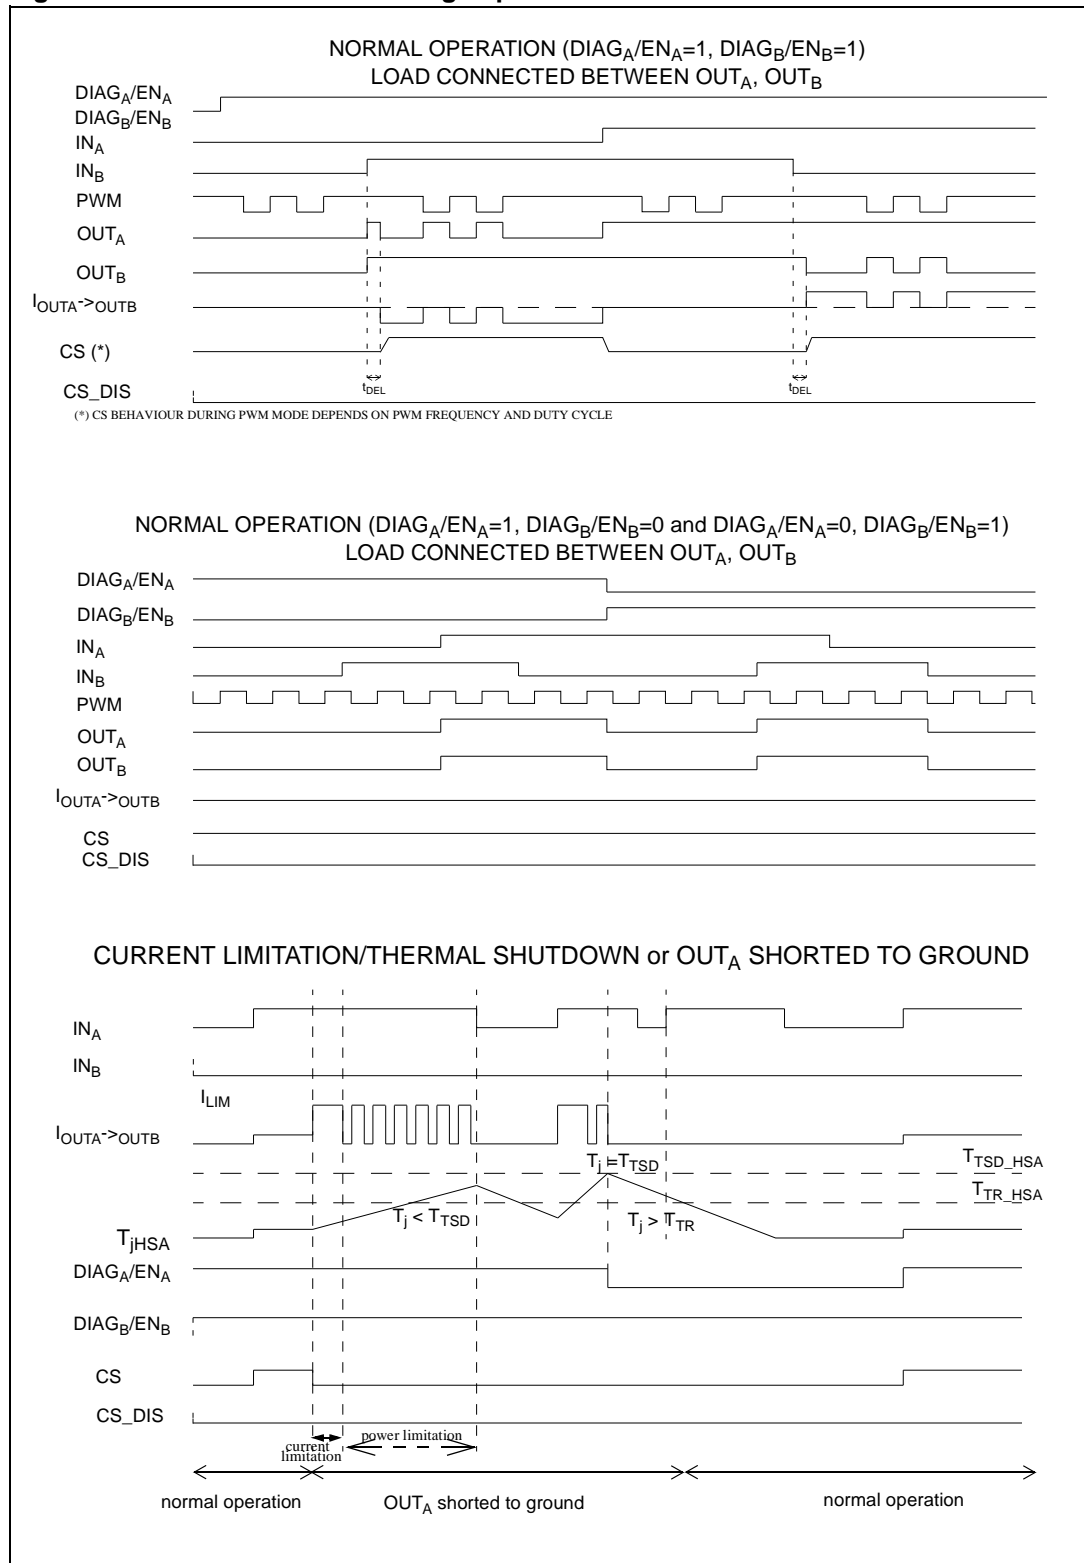 NORMAL OPERATION (DIAGA/ENA=1, DIAGB/ENB=1)
LOAD CONNECTED BETWEEN OUTA, OUTB
DIAGA/ENA
DIAGB/ENB
INA
INB
PWM
OUTA
OUTB
IOUTA->OUTB
CS (*)
tDEL
tDEL
CS_DIS
(*) CS BEHAVIOUR DURING PWM MODE DEPENDS ON PWM FREQUENCY AND DUTY CYCLE
NORMAL OPERATION (DIAGA/ENA=1, DIAGB/ENB=0 and DIAGA/ENA=0, DIAGB/ENB=1)
LOAD CONNECTED BETWEEN OUTA, OUTB
DIAGA/ENA
DIAGB/ENB
INA
INB
PWM
OUTA
OUTB
IOUTA->OUTB
CS
CS_DIS
CURRENT LIMITATION/THERMAL SHUTDOWN or OUTA SHORTED TO GROUND
INA
INB
ILIM
IOUTA->OUTB
TTSD_HSA
Tj = TTSD
TTR_HSA
Tj < TTSD
Tj > TTR
TjHSA
DIAGA/ENA
DIAGB/ENB
CS
CS_DIS
power limitation
current
limitation
normal operation
OUTA shorted to ground
normal operation